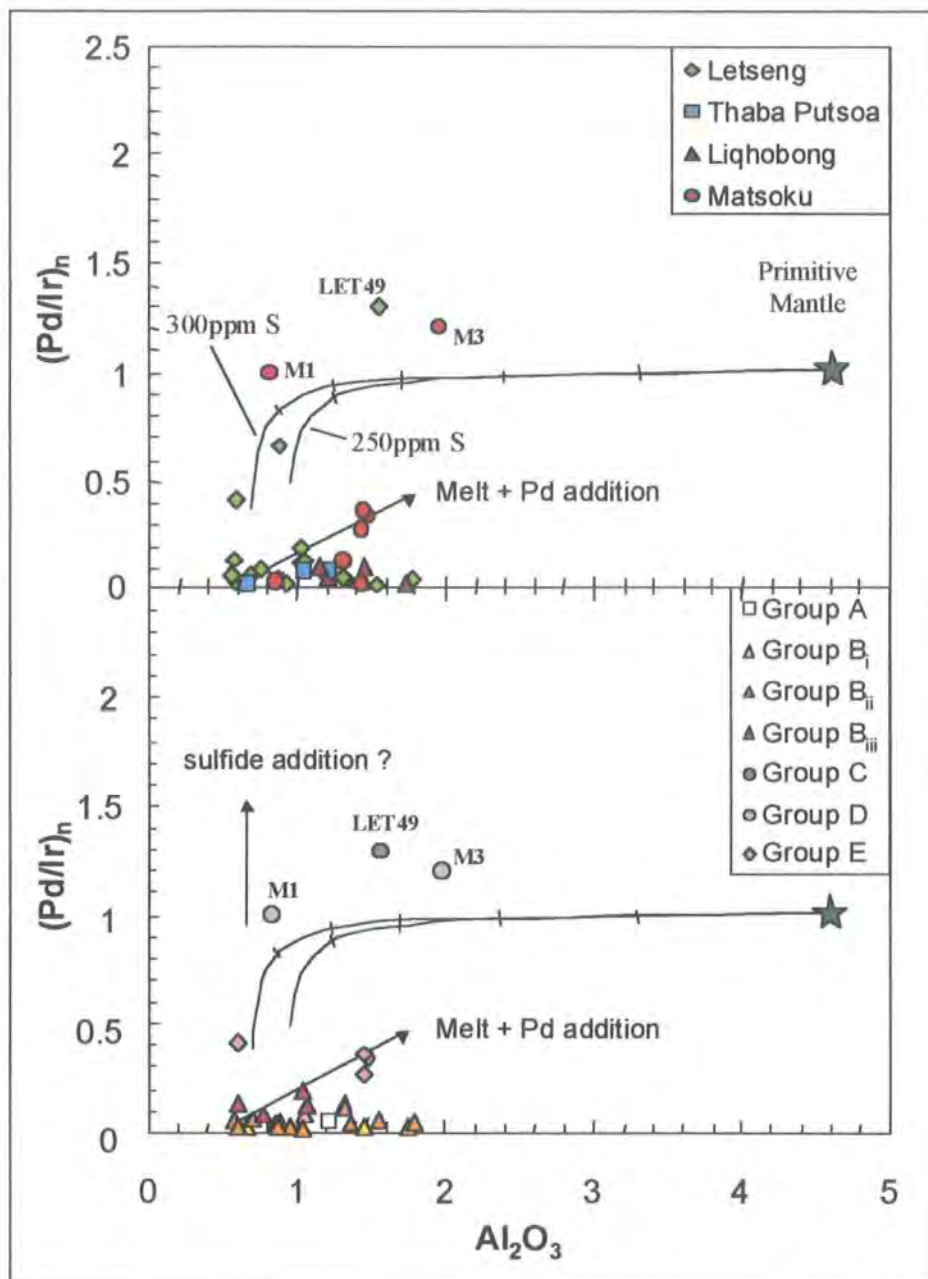 2.5
2
1.5
1
0.5
0
(Pd/Ir)n
Letseng
Thaba Putsoa
Liqhobong
Matsoku
LET49
M3
M1
300ppm S
250ppm S
Primitive
Mantle
Melt + Pd addition
2
1.5
1
0.5
0
(Pd/Ir)n
Group A
Group Bi
Group Bii
Group Biii
Group C
Group D
Group E
sulfide addition ?
LET49
M3
M1
Melt + Pd addition
0 1 2 3 4 5
Al2O3